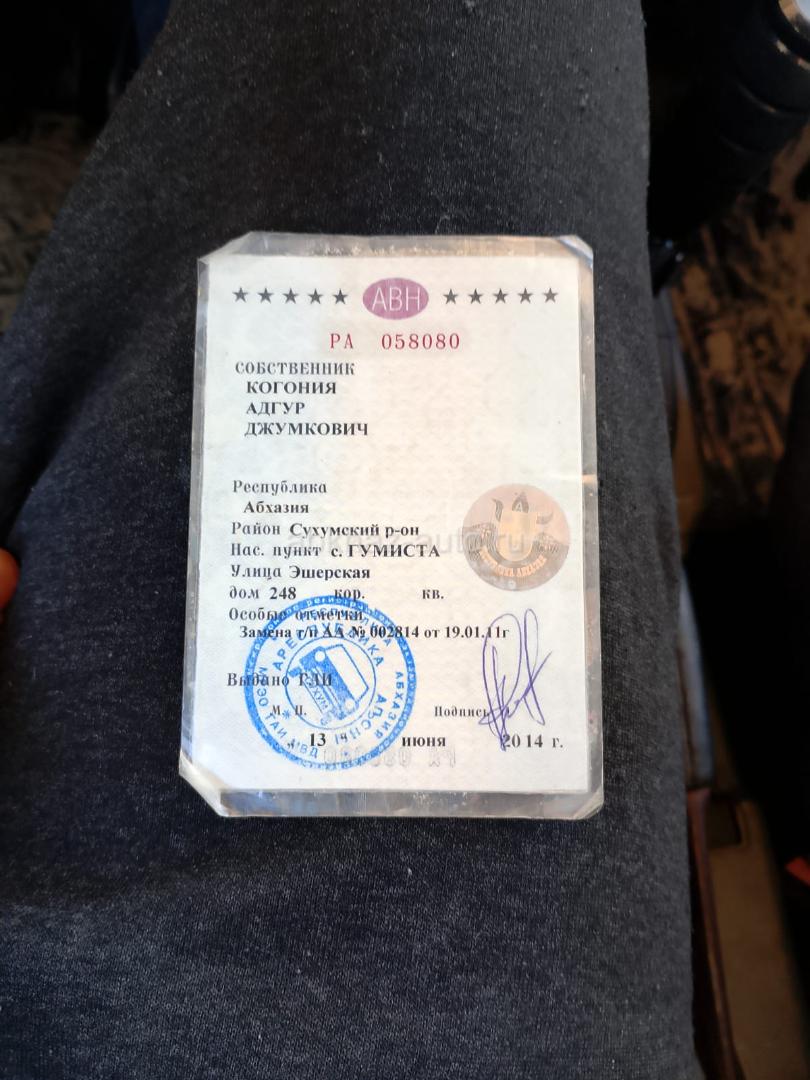 ★★★★★ АВН ★★★★★
РА 058080
СОБСТВЕННИК
КОГОНИЯ
АДГУР
ДЖУМКОВИЧ
Республика
Абхазия
Район Сухумский р-он
Нас. пункт с. ГУМИСТА
Улица Эшерская
дом 248 кор. кв.
Особые отметки
Замена т/п АА № 002814 от 19.01.11г
Выдано ГАИ
М. П. Подпись
13 июня 2014 г.